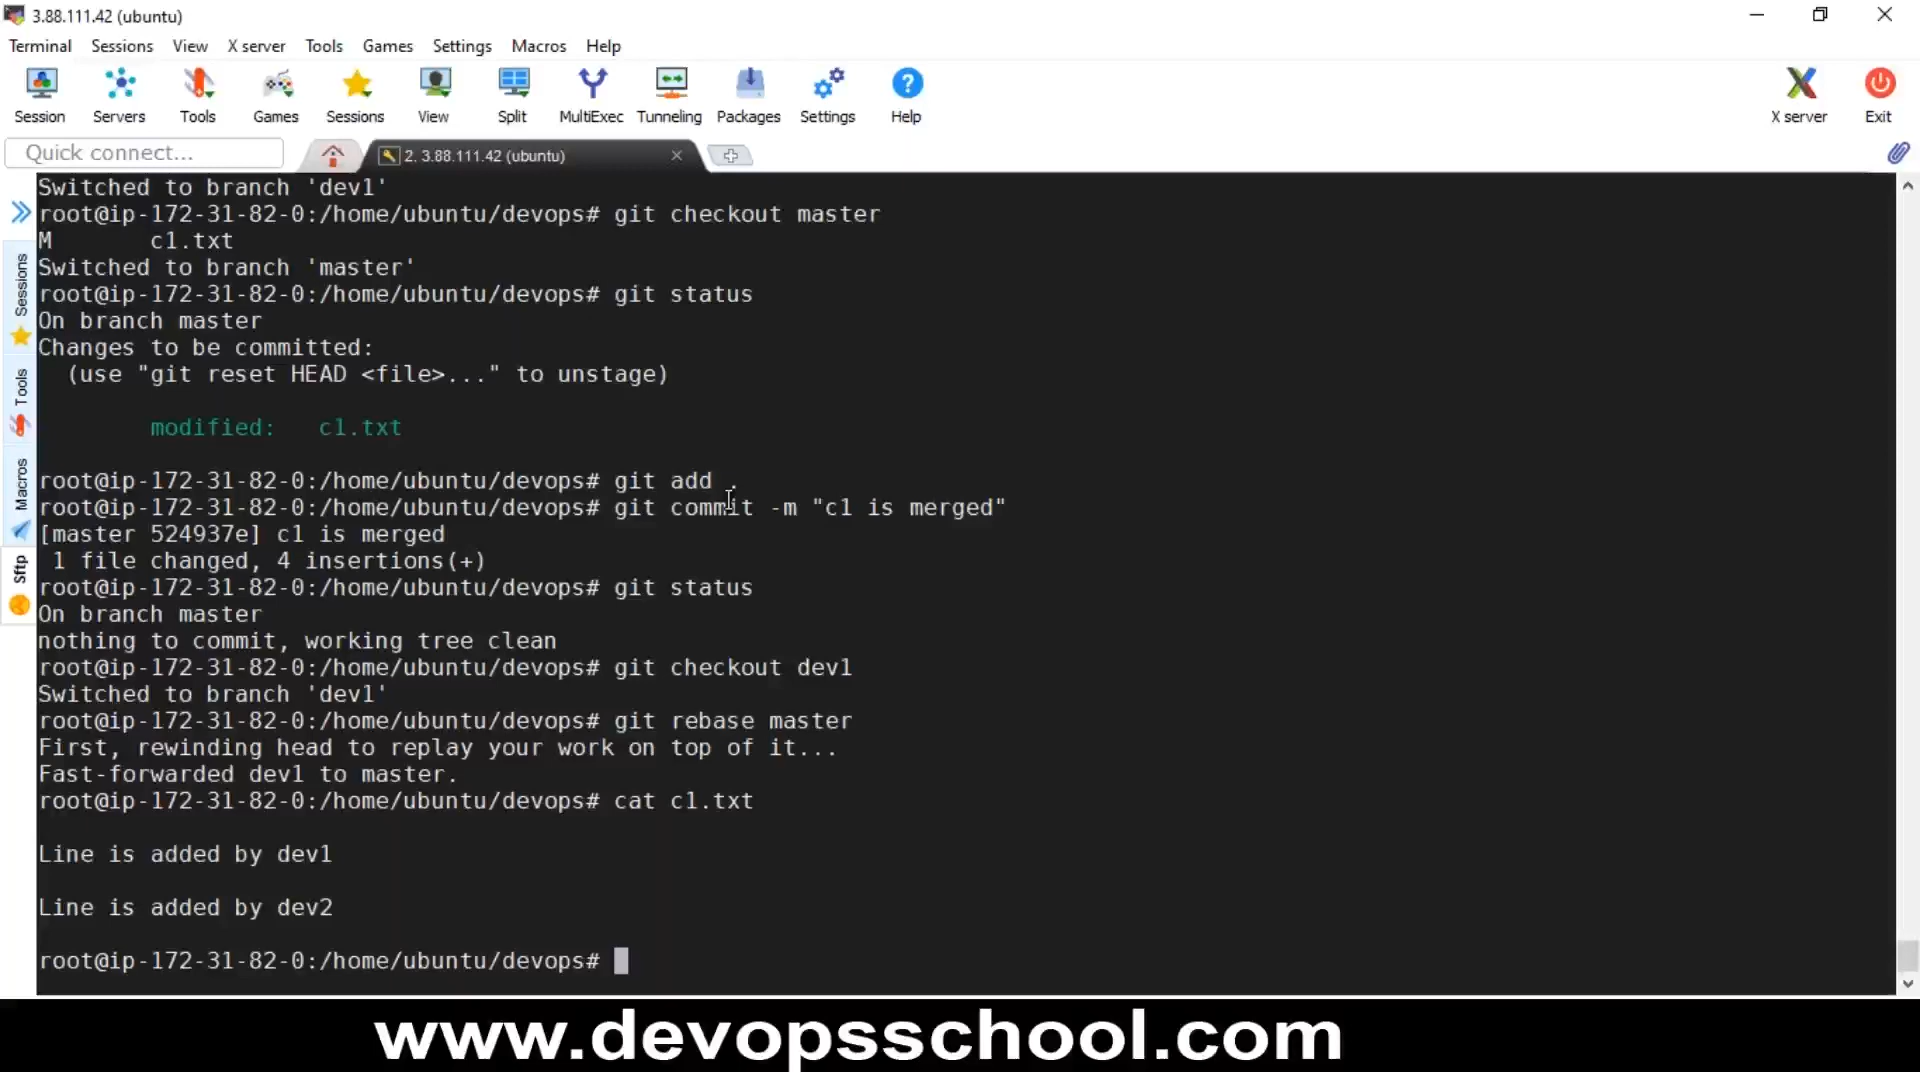 3.88.111.42 (ubuntu)
Terminal Sessions View X server Tools Games Settings Macros Help
Session Servers Tools Games Sessions View Split MultiExec Tunneling Packages Settings Help X server Exit
Quick connect... 2. 3.88.111.42 (ubuntu)
Sessions
Tools
Macros
Sftp
Switched to branch 'dev1'
root@ip-172-31-82-0:/home/ubuntu/devops# git checkout master
M       c1.txt
Switched to branch 'master'
root@ip-172-31-82-0:/home/ubuntu/devops# git status
On branch master
Changes to be committed:
  (use "git reset HEAD <file>..." to unstage)
        modified:   c1.txt
root@ip-172-31-82-0:/home/ubuntu/devops# git add .
root@ip-172-31-82-0:/home/ubuntu/devops# git commit -m "c1 is merged"
[master 524937e] c1 is merged
 1 file changed, 4 insertions(+)
root@ip-172-31-82-0:/home/ubuntu/devops# git status
On branch master
nothing to commit, working tree clean
root@ip-172-31-82-0:/home/ubuntu/devops# git checkout dev1
Switched to branch 'dev1'
root@ip-172-31-82-0:/home/ubuntu/devops# git rebase master
First, rewinding head to replay your work on top of it...
Fast-forwarded dev1 to master.
root@ip-172-31-82-0:/home/ubuntu/devops# cat c1.txt
Line is added by dev1
Line is added by dev2
root@ip-172-31-82-0:/home/ubuntu/devops#
www.devopsschool.com